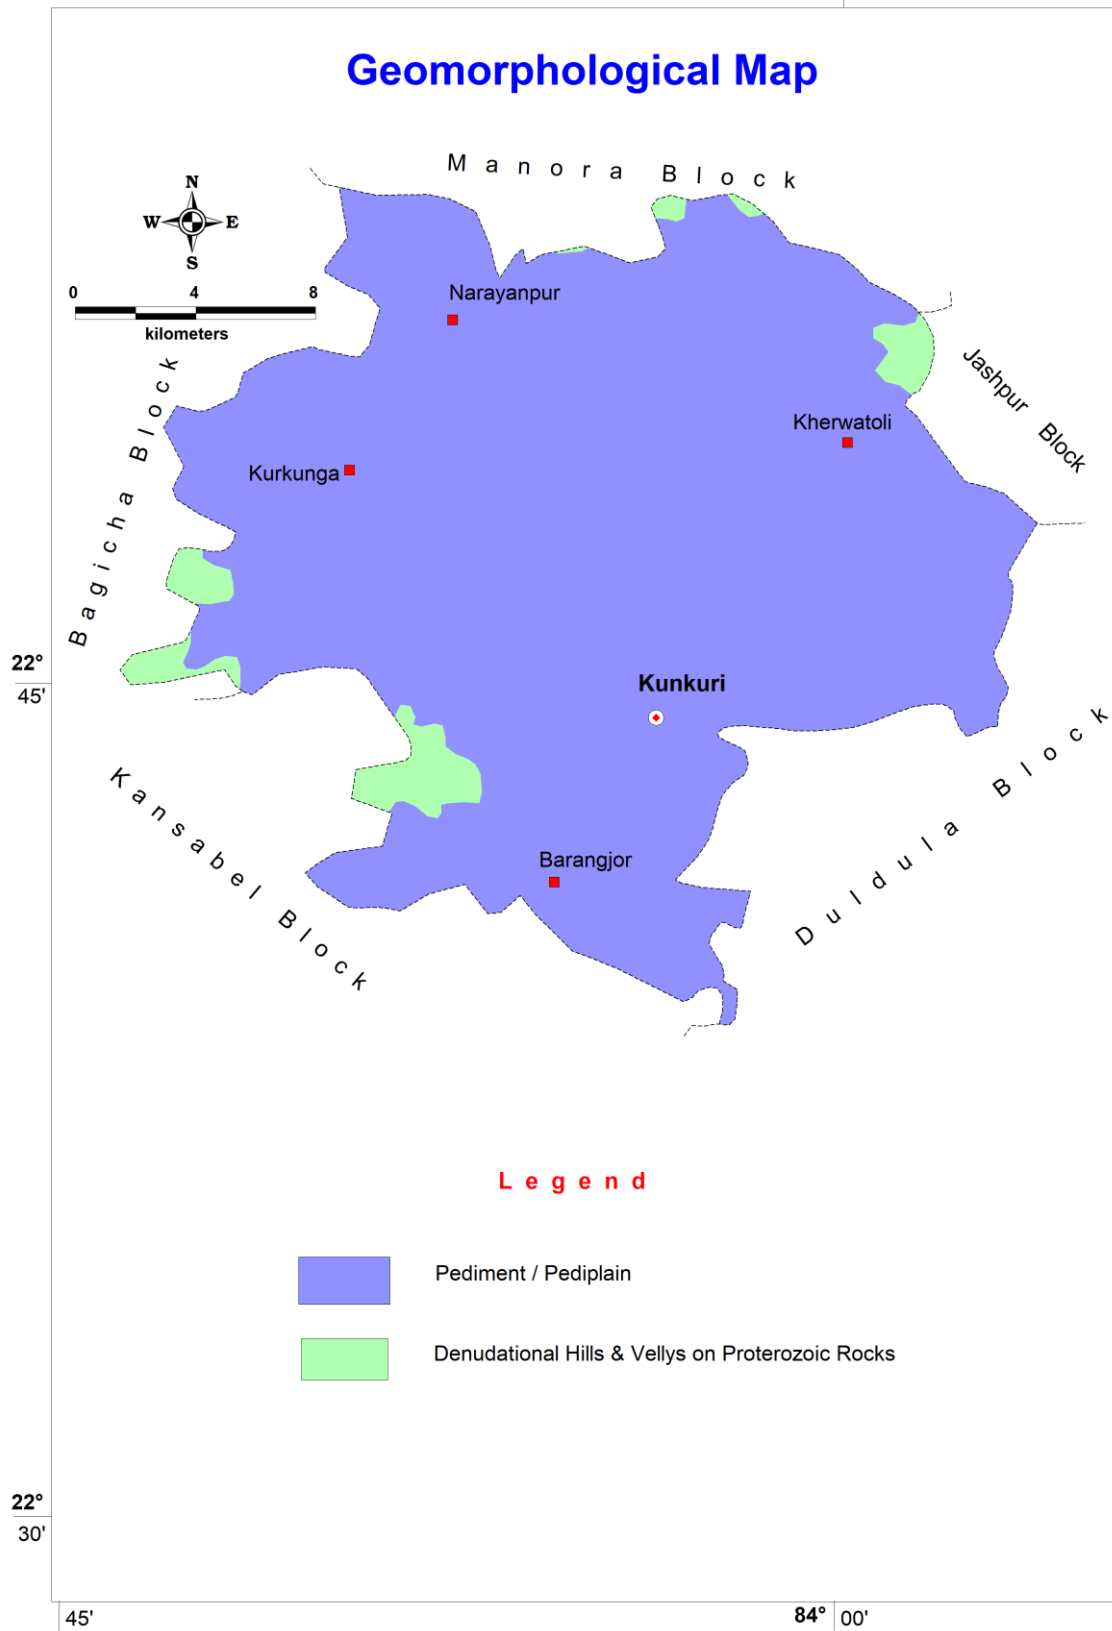 Geomorphological Map
Manora Block
N
W E
S
0 4 8
kilometers
Narayanpur
Jashpur Block
Kherwatoli
Kurkunga
Bagicha Block
22°
45'
Kunkuri
Duldula Block
Kansabel Block
Barangjor
Legend
Pediment / Pediplain
Denudational Hills & Vellys on Proterozoic Rocks
22°
30'
45'
84° 00'